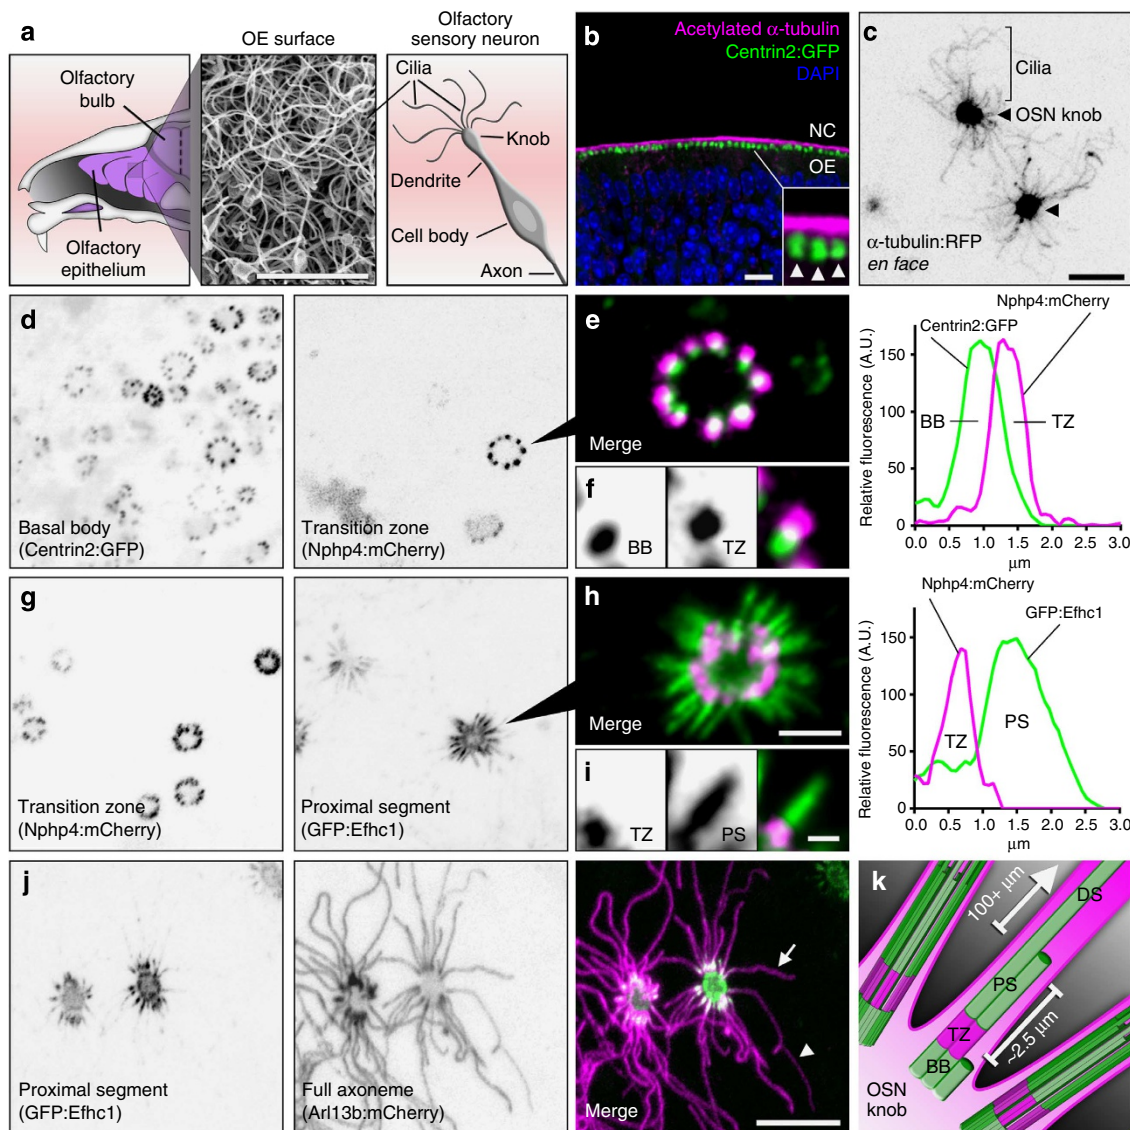 a
OE surface
Olfactory
sensory neuron
Olfactory
bulb
Olfactory
epithelium
Cilia
Knob
Dendrite
Cell body
Axon
b
Acetylated α-tubulin
Centrin2:GFP
DAPI
NC
OE
c
Cilia
OSN knob
α-tubulin:RFP
en face
d
Basal body
(Centrin2:GFP)
Transition zone
(Nphp4:mCherry)
e
Merge
f
BB
TZ
Nphp4:mCherry
Centrin2:GFP
Relative fluorescence (A.U.)
150
100
50
0
BB
TZ
0.0 0.5 1.0 1.5 2.0 2.5 3.0
μm
g
Transition zone
(Nphp4:mCherry)
Proximal segment
(GFP:Efhc1)
h
Merge
i
TZ
PS
Nphp4:mCherry
GFP:Efhc1
Relative fluorescence (A.U.)
150
100
50
0
TZ
PS
0.0 0.5 1.0 1.5 2.0 2.5 3.0
μm
j
Proximal segment
(GFP:Efhc1)
Full axoneme
(Arl13b:mCherry)
Merge
k
100+ μm
DS
PS
TZ
~2.5 μm
BB
OSN
knob